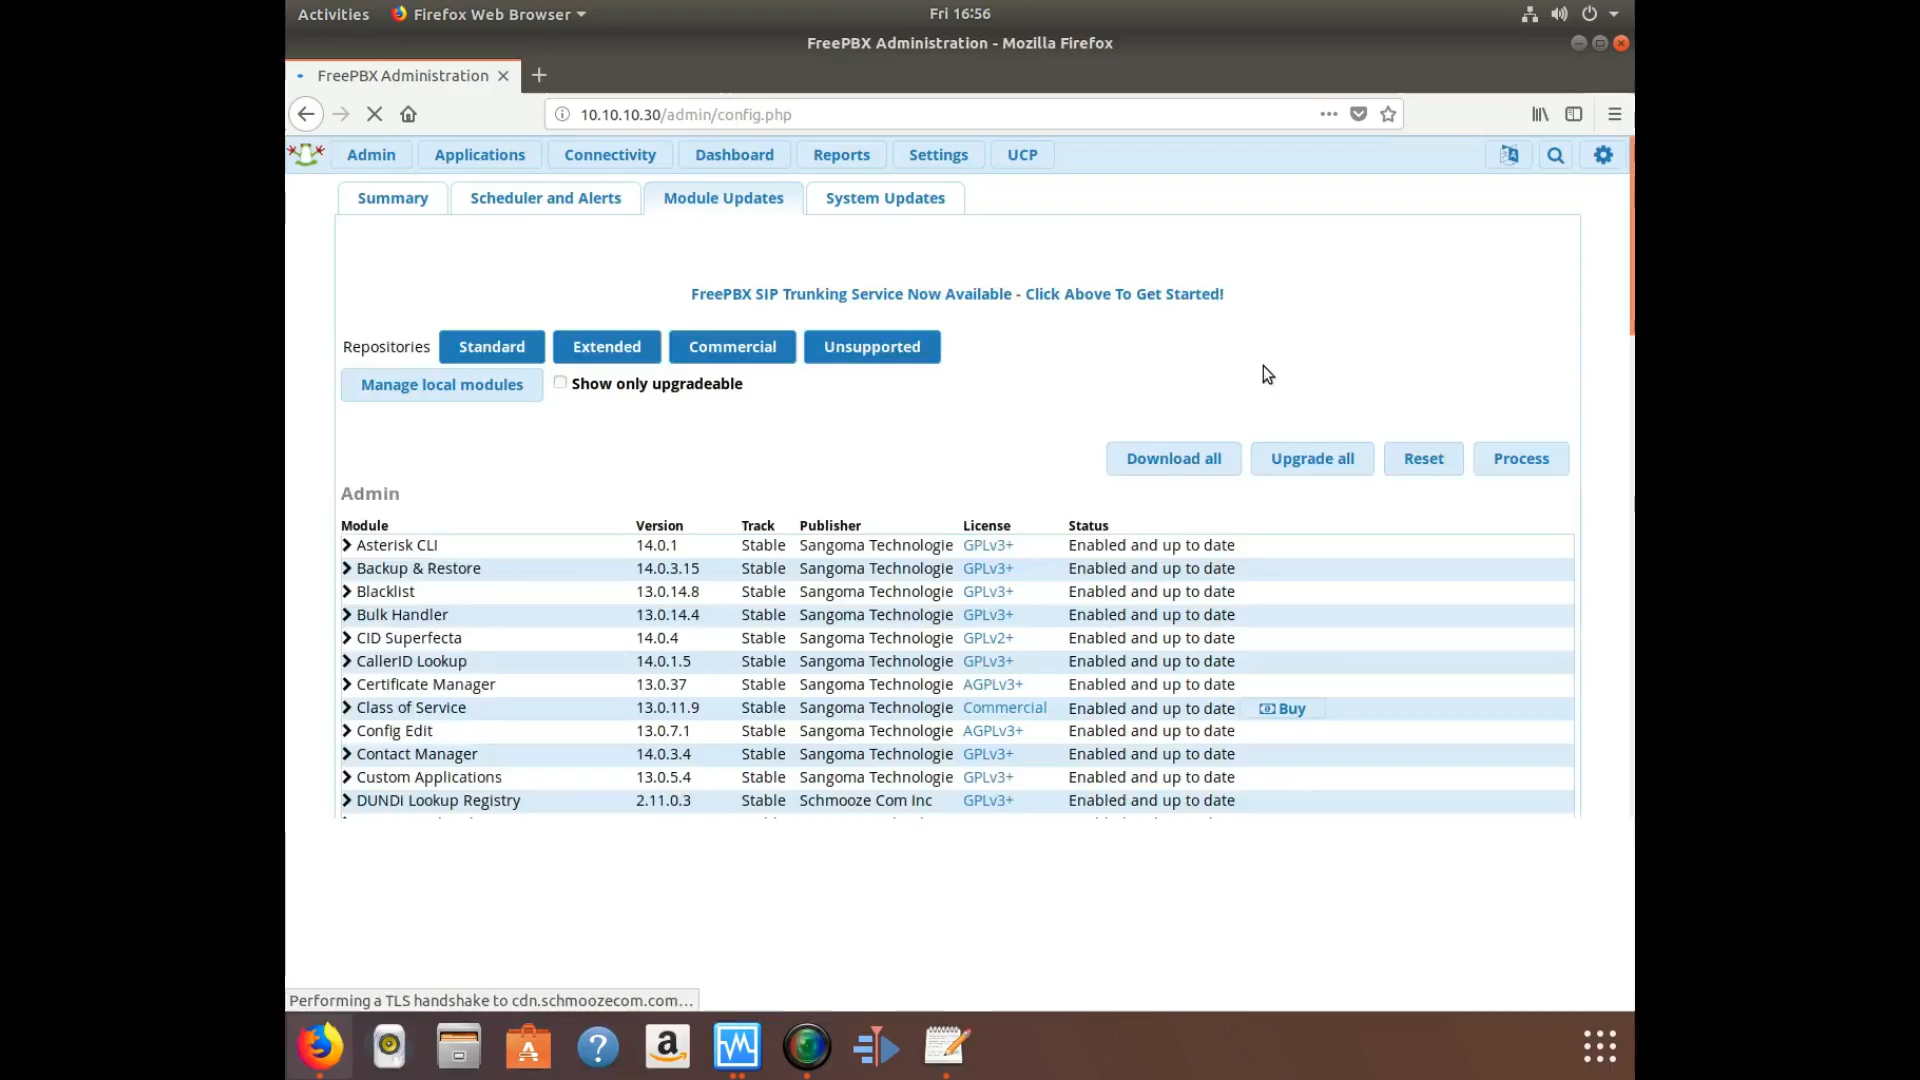 Activities Firefox Web Browser Fri 16:56
FreePBX Administration - Mozilla Firefox
FreePBX Administration
10.10.10.30/admin/config.php
Admin Applications Connectivity Dashboard Reports Settings UCP
Summary Scheduler and Alerts Module Updates System Updates
FreePBX SIP Trunking Service Now Available - Click Above To Get Started!
Repositories Standard Extended Commercial Unsupported
Manage local modules Show only upgradeable
Download all Upgrade all Reset Process
Admin
Module Version Track Publisher License Status
Asterisk CLI 14.0.1 Stable Sangoma Technologie GPLv3+ Enabled and up to date
Backup & Restore 14.0.3.15 Stable Sangoma Technologie GPLv3+ Enabled and up to date
Blacklist 13.0.14.8 Stable Sangoma Technologie GPLv3+ Enabled and up to date
Bulk Handler 13.0.14.4 Stable Sangoma Technologie GPLv3+ Enabled and up to date
CID Superfecta 14.0.4 Stable Sangoma Technologie GPLv2+ Enabled and up to date
CallerID Lookup 14.0.1.5 Stable Sangoma Technologie GPLv3+ Enabled and up to date
Certificate Manager 13.0.37 Stable Sangoma Technologie AGPLv3+ Enabled and up to date
Class of Service 13.0.11.9 Stable Sangoma Technologie Commercial Enabled and up to date Buy
Config Edit 13.0.7.1 Stable Sangoma Technologie AGPLv3+ Enabled and up to date
Contact Manager 14.0.3.4 Stable Sangoma Technologie GPLv3+ Enabled and up to date
Custom Applications 13.0.5.4 Stable Sangoma Technologie GPLv3+ Enabled and up to date
DUNDi Lookup Registry 2.11.0.3 Stable Schmooze Com Inc GPLv3+ Enabled and up to date
Performing a TLS handshake to cdn.schmoozecom.com…